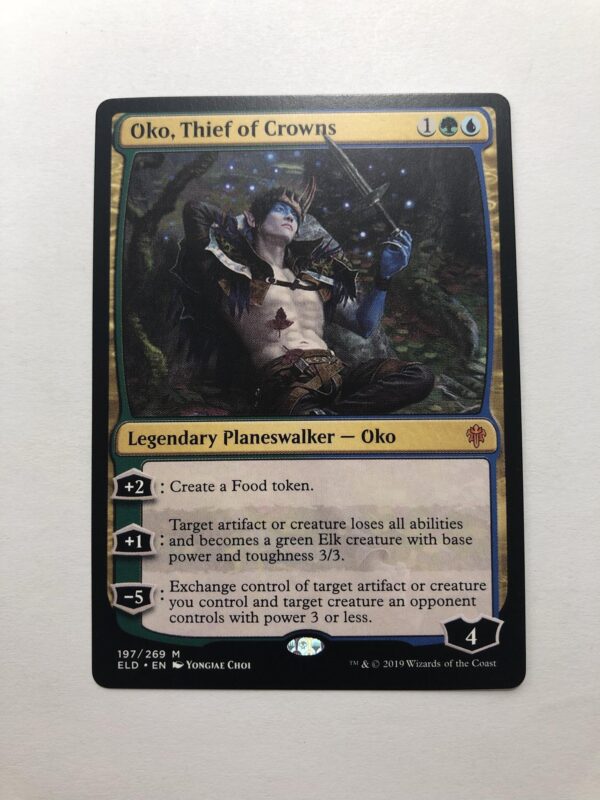 Oko, Thief of Crowns 1
Legendary Planeswalker — Oko
+2 : Create a Food token.
Target artifact or creature loses all abilities
+1 : and becomes a green Elk creature with base
power and toughness 3/3.
Exchange control of target artifact or creature
−5 : you control and target creature an opponent
controls with power 3 or less.
4
197/269 M
ELD • EN Yongjae Choi
™ & © 2019 Wizards of the Coast